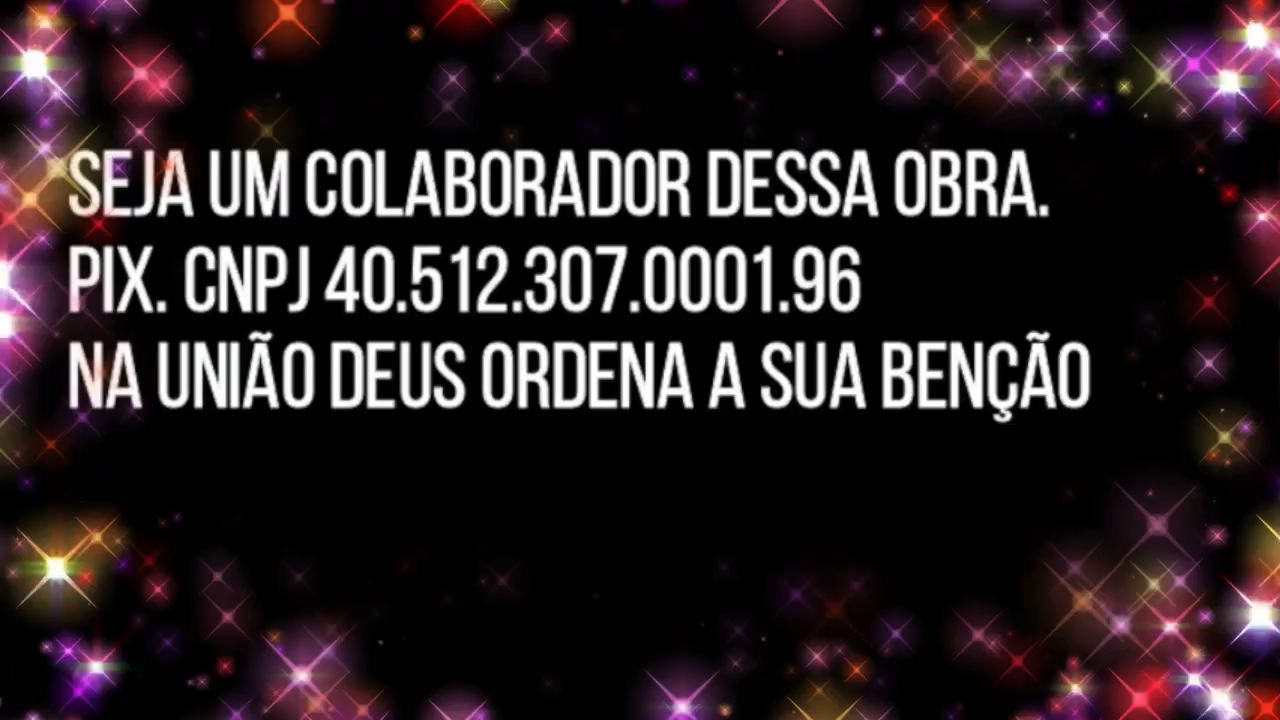 SEJA UM COLABORADOR DESSA OBRA.
PIX. CNPJ 40.512.307.0001.96
NA UNIÃO DEUS ORDENA A SUA BENÇÃO